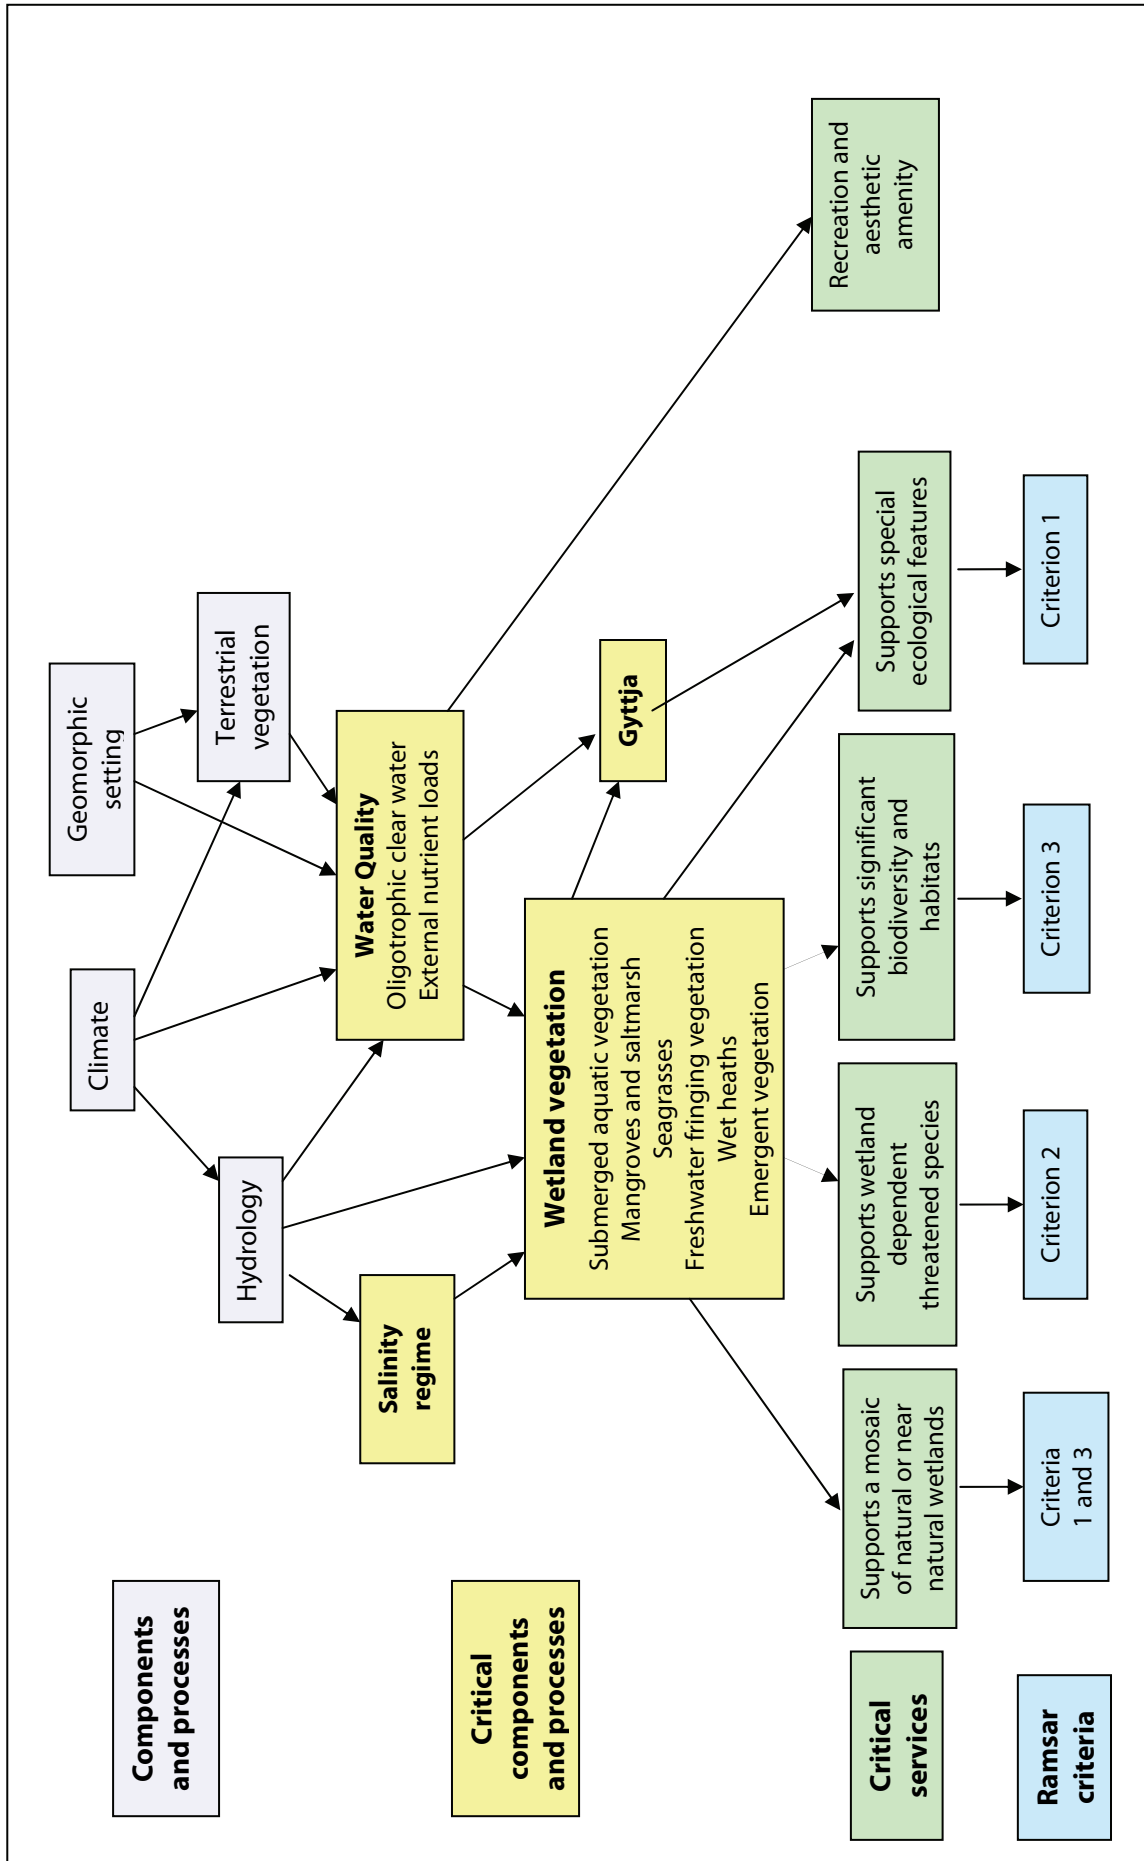 Components
and processes
Climate
Geomorphic
setting
Hydrology
Terrestrial
vegetation
Critical
components
and processes
Salinity
regime
Water Quality
Oligotrophic clear water
External nutrient loads
Wetland vegetation
Submerged aquatic vegetation
Mangroves and saltmarsh
Seagrasses
Freshwater fringing vegetation
Wet heaths
Emergent vegetation
Gyttja
Critical
services
Supports a mosaic
of natural or near
natural wetlands
Supports wetland
dependent
threatened species
Supports significant
biodiversity and
habitats
Supports special
ecological features
Recreation and
aesthetic
amenity
Ramsar
criteria
Criteria
1 and 3
Criterion 2
Criterion 3
Criterion 1